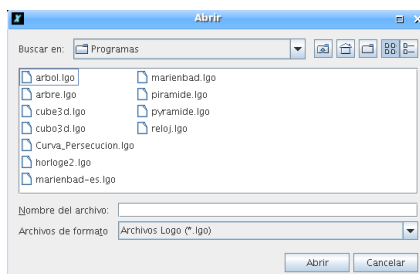 Abrir
Buscar en: Programas
arbol.lgo
arbre.lgo
cube3d.lgo
cubo3d.lgo
Curva_Persecucion.lgo
horloge2.lgo
marienbad-es.lgo
marienbad.lgo
piramide.lgo
pyramide.lgo
reloj.lgo
Nombre del archivo:
Archivos de formato Archivos Logo (*.lgo)
Abrir Cancelar